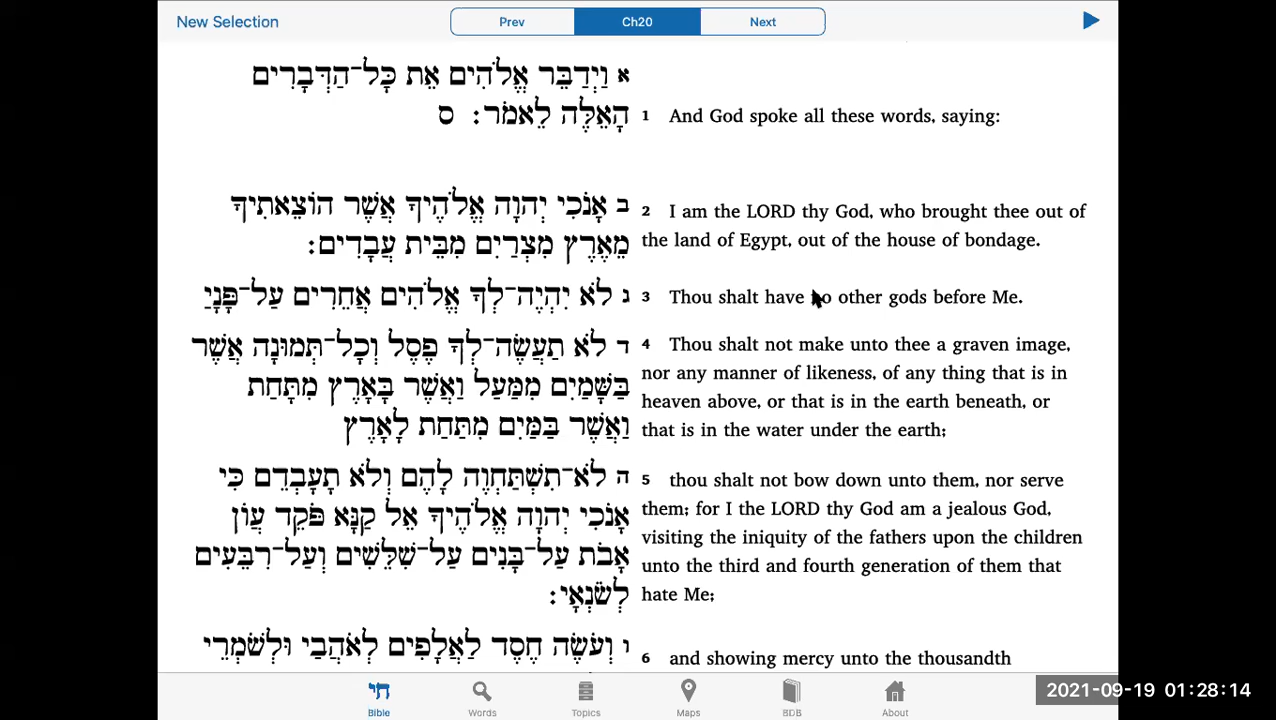 New Selection Prev Ch20 Next
א וַיְדַבֵּר אֱלֹהִים אֵת כָּל־הַדְּבָרִים
הָאֵלֶּה לֵאמֹר׃ ס
1 And God spoke all these words, saying:
ב אָנֹכִי יְהוָה אֱלֹהֶיךָ אֲשֶׁר הוֹצֵאתִיךָ
מֵאֶרֶץ מִצְרַיִם מִבֵּית עֲבָדִים׃
2 I am the LORD thy God, who brought thee out of
the land of Egypt, out of the house of bondage.
ג לֹא יִהְיֶה־לְךָ אֱלֹהִים אֲחֵרִים עַל־פָּנָיַ
3 Thou shalt have no other gods before Me.
ד לֹא תַעֲשֶׂה־לְךָ פֶסֶל וְכָל־תְּמוּנָה אֲשֶׁר
בַּשָּׁמַיִם מִמַּעַל וַאֲשֶׁר בָּאָרֶץ מִתָּחַת
וַאֲשֶׁר בַּמַּיִם מִתַּחַת לָאָרֶץ
4 Thou shalt not make unto thee a graven image,
nor any manner of likeness, of any thing that is in
heaven above, or that is in the earth beneath, or
that is in the water under the earth;
ה לֹא־תִשְׁתַּחְוֶה לָהֶם וְלֹא תָעָבְדֵם כִּי
אָנֹכִי יְהוָה אֱלֹהֶיךָ אֵל קַנָּא פֹּקֵד עֲוֺן
אָבֹת עַל־בָּנִים עַל־שִׁלֵּשִׁים וְעַל־רִבֵּעִים
לְשֹׂנְאָי׃
5 thou shalt not bow down unto them, nor serve
them; for I the LORD thy God am a jealous God,
visiting the iniquity of the fathers upon the children
unto the third and fourth generation of them that
hate Me;
ו וְעֹשֶׂה חֶסֶד לַאֲלָפִים לְאֹהֲבַי וּלְשֹׁמְרֵי
6 and showing mercy unto the thousandth
חי
Bible Words Topics Maps BDB About
2021-09-19 01:28:14